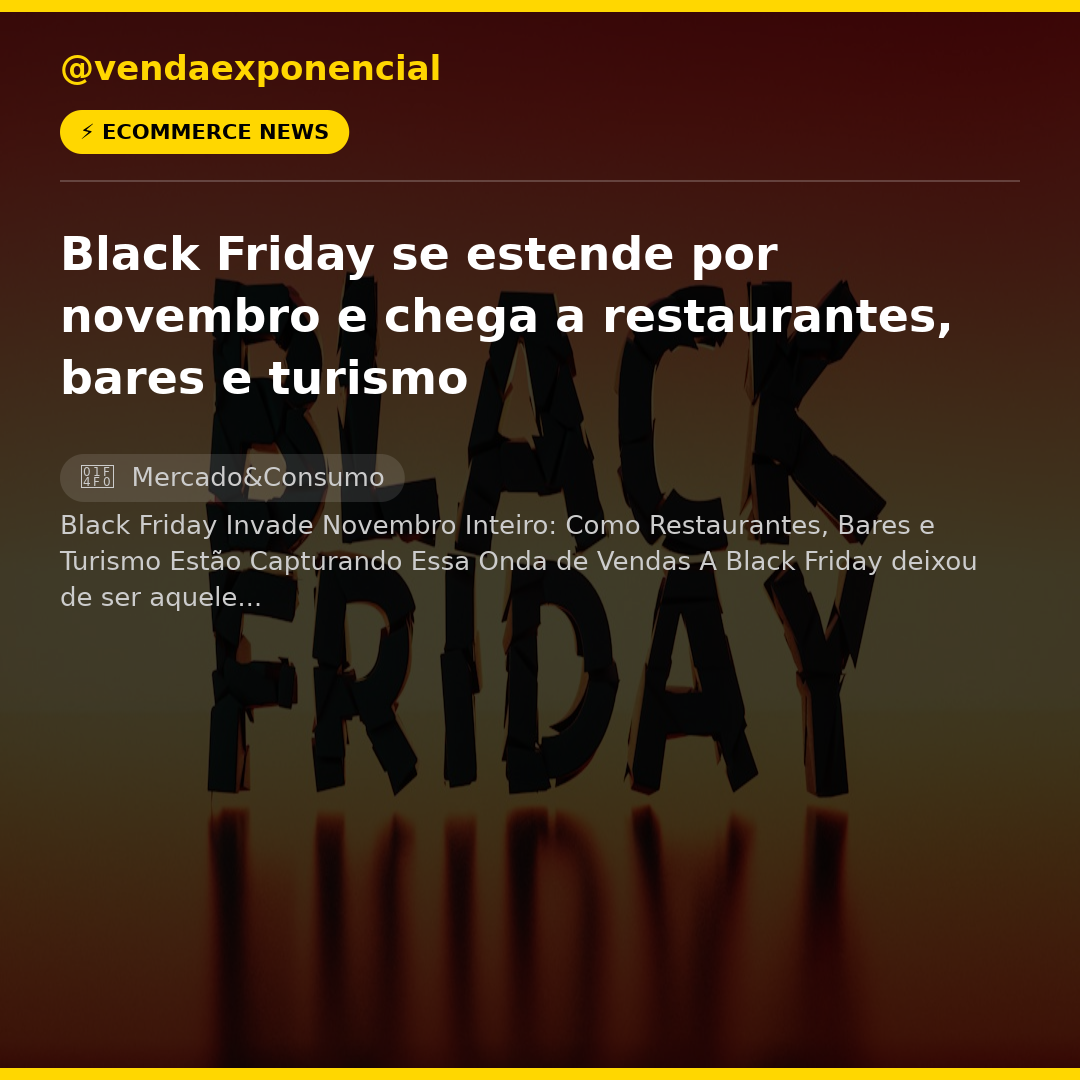 @vendaexponencial
⚡ ECOMMERCE NEWS
Black Friday se estende por
novembro e chega a restaurantes,
bares e turismo
01F4F0 Mercado&Consumo
Black Friday Invade Novembro Inteiro: Como Restaurantes, Bares e
Turismo Estão Capturando Essa Onda de Vendas A Black Friday deixou
de ser aquele...
BLACK
FRIDAY